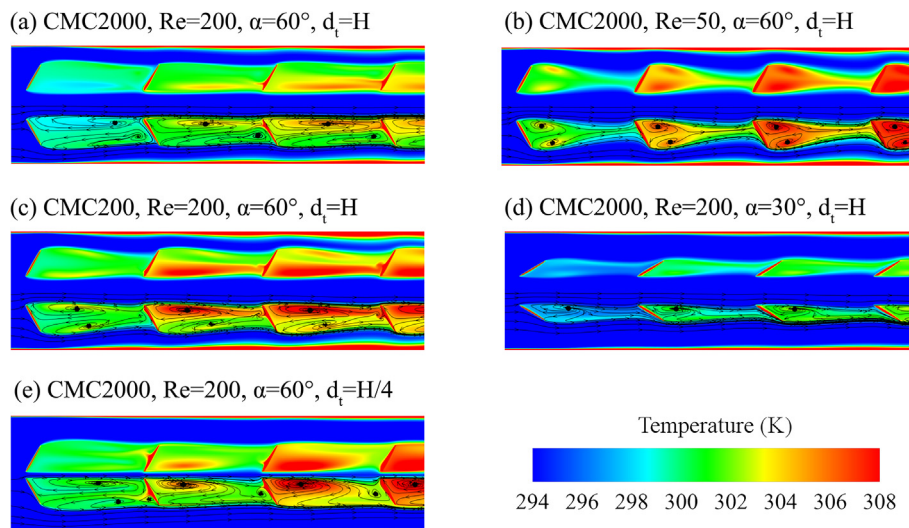 (a) CMC2000, Re=200, α=60°, dₜ=H
(b) CMC2000, Re=50, α=60°, dₜ=H
(c) CMC200, Re=200, α=60°, dₜ=H
(d) CMC2000, Re=200, α=30°, dₜ=H
(e) CMC2000, Re=200, α=60°, dₜ=H/4
Temperature (K)
294 296 298 300 302 304 306 308